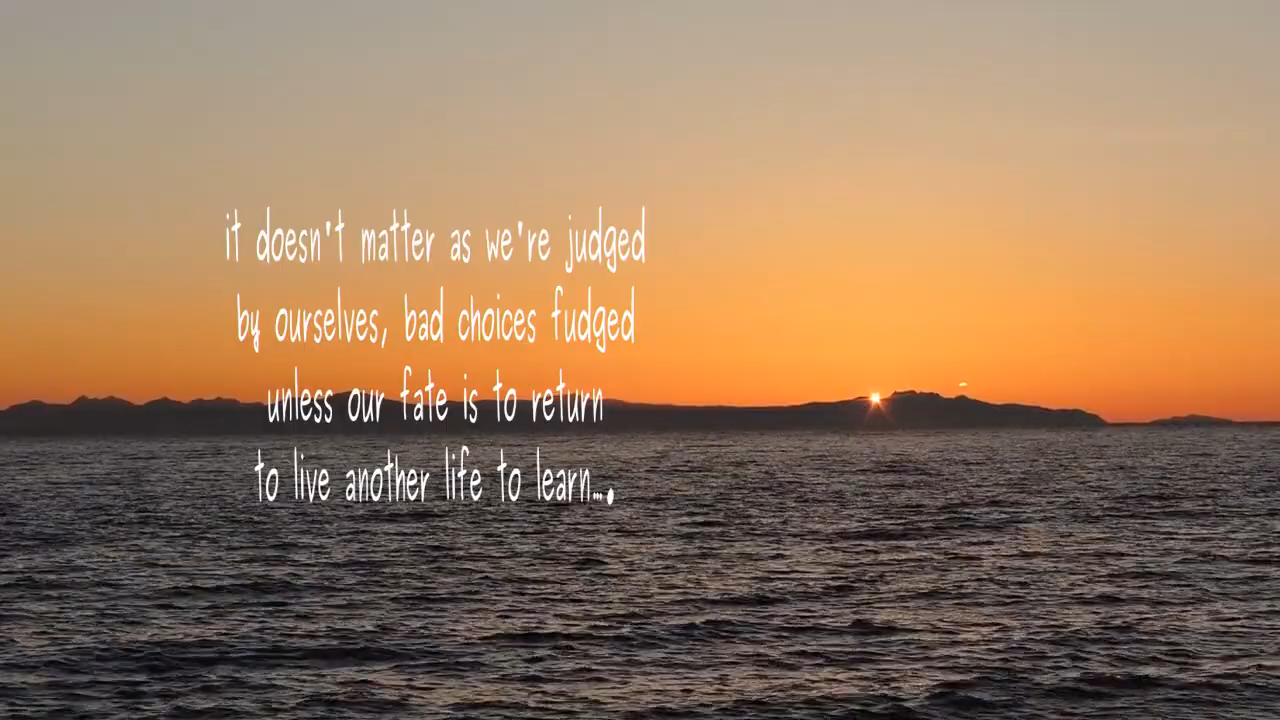 it doesn't matter as we're judged
by ourselves, bad choices fudged
unless our fate is to return
to live another life to learn....